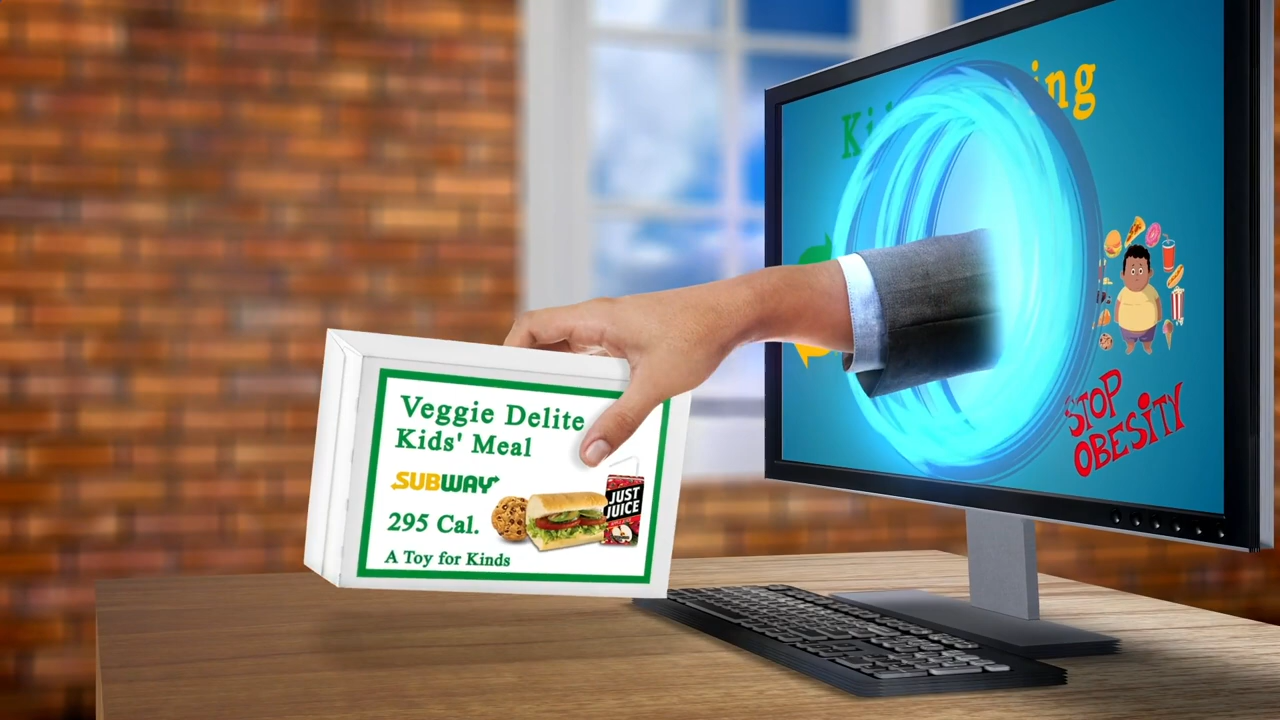 Veggie Delite
Kids' Meal
SUBWAY
295 Cal.
A Toy for Kinds
JUST
JUICE
STOP
OBESITY